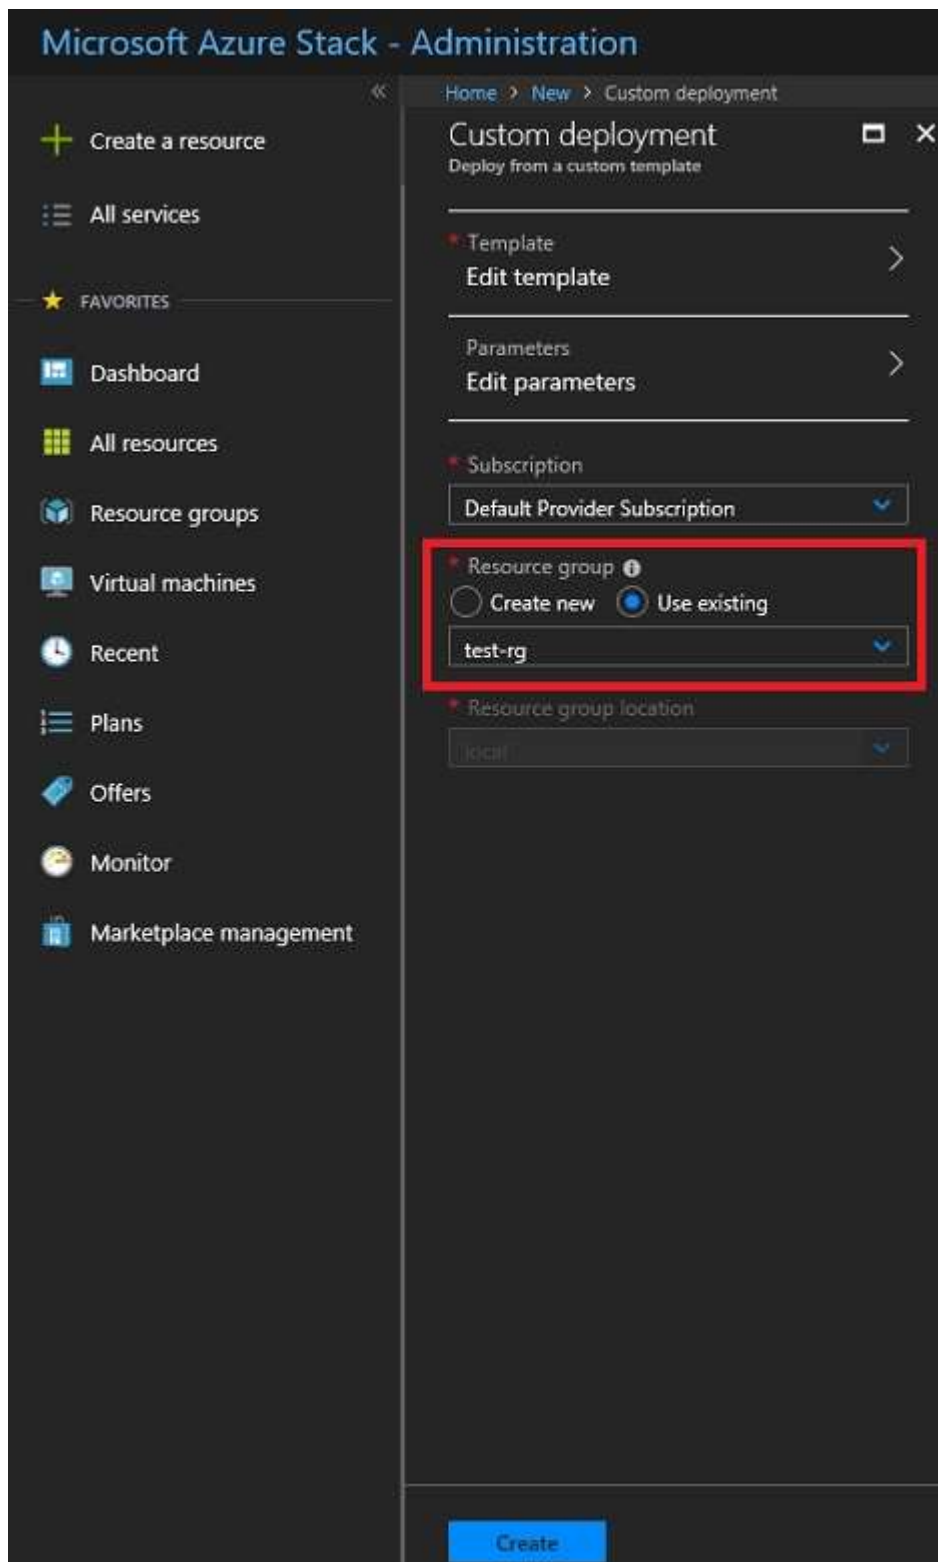 Microsoft Azure Stack - Administration
«
Create a resource
All services
FAVORITES
Dashboard
All resources
Resource groups
Virtual machines
Recent
Plans
Offers
Monitor
Marketplace management
Home > New > Custom deployment
Custom deployment
Deploy from a custom template
* Template
Edit template
Parameters
Edit parameters
* Subscription
Default Provider Subscription
* Resource group
Create new Use existing
test-rg
* Resource group location
local
Create